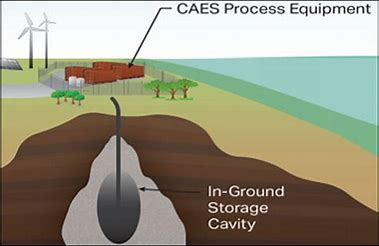 CAES Process Equipment
In-Ground
Storage
Cavity